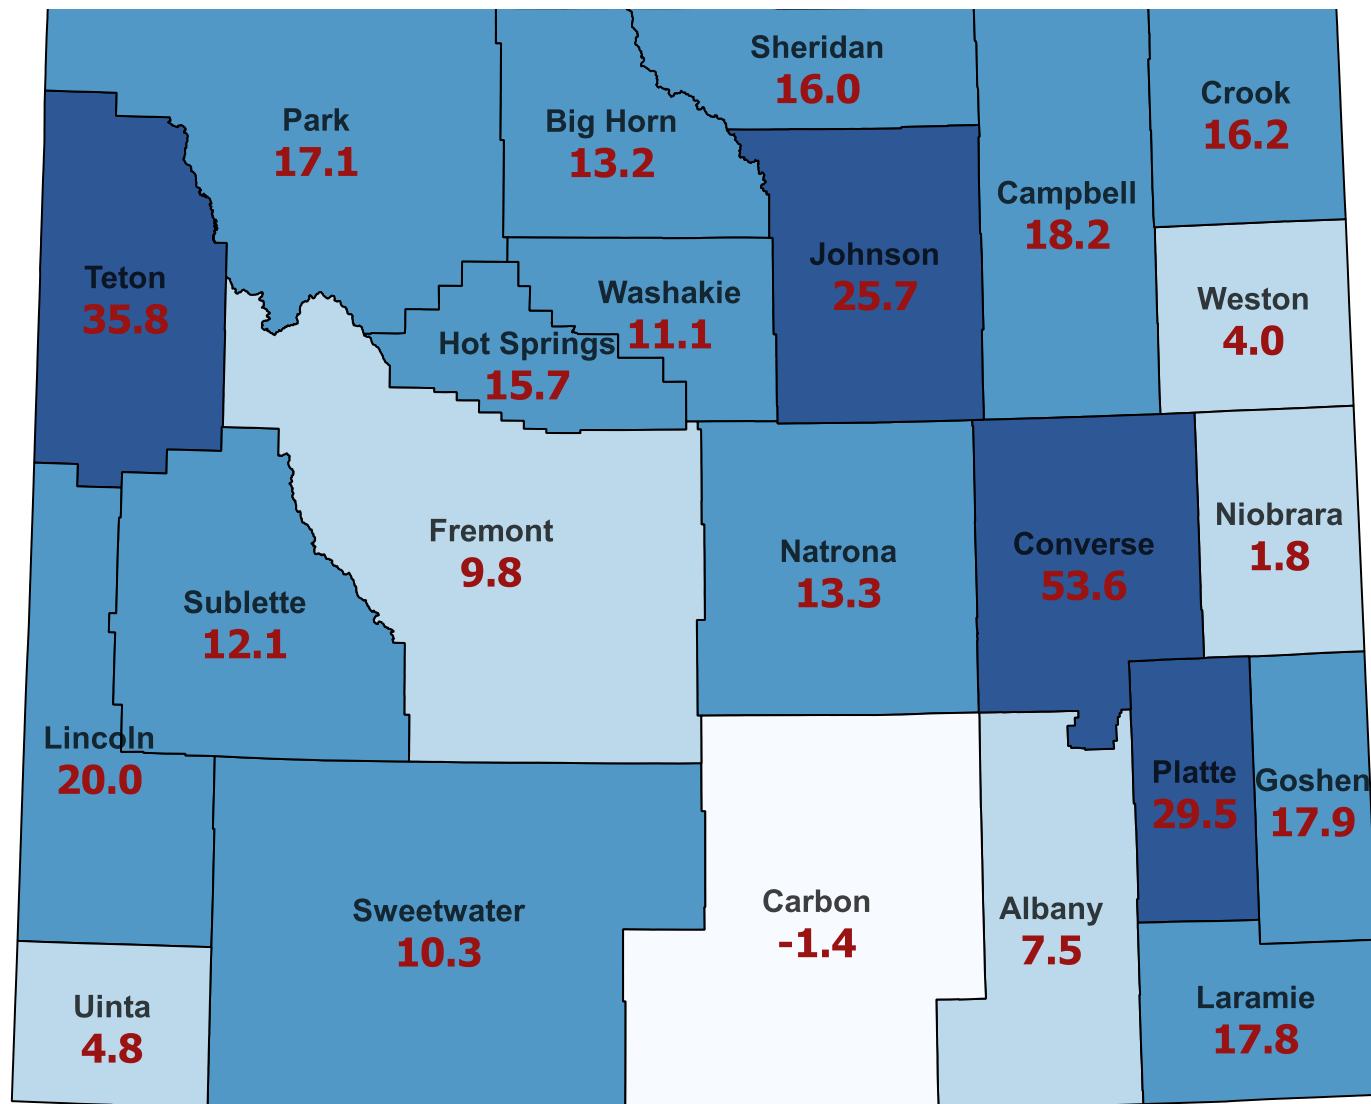 Sheridan
16.0
Crook
16.2
Park
17.1
Big Horn
13.2
Campbell
18.2
Johnson
25.7
Teton
35.8
Washakie
11.1
Weston
4.0
Hot Springs
15.7
Niobrara
1.8
Fremont
9.8
Natrona
13.3
Converse
53.6
Sublette
12.1
Lincoln
20.0
Platte
29.5
Goshen
17.9
Carbon
-1.4
Albany
7.5
Sweetwater
10.3
Uinta
4.8
Laramie
17.8